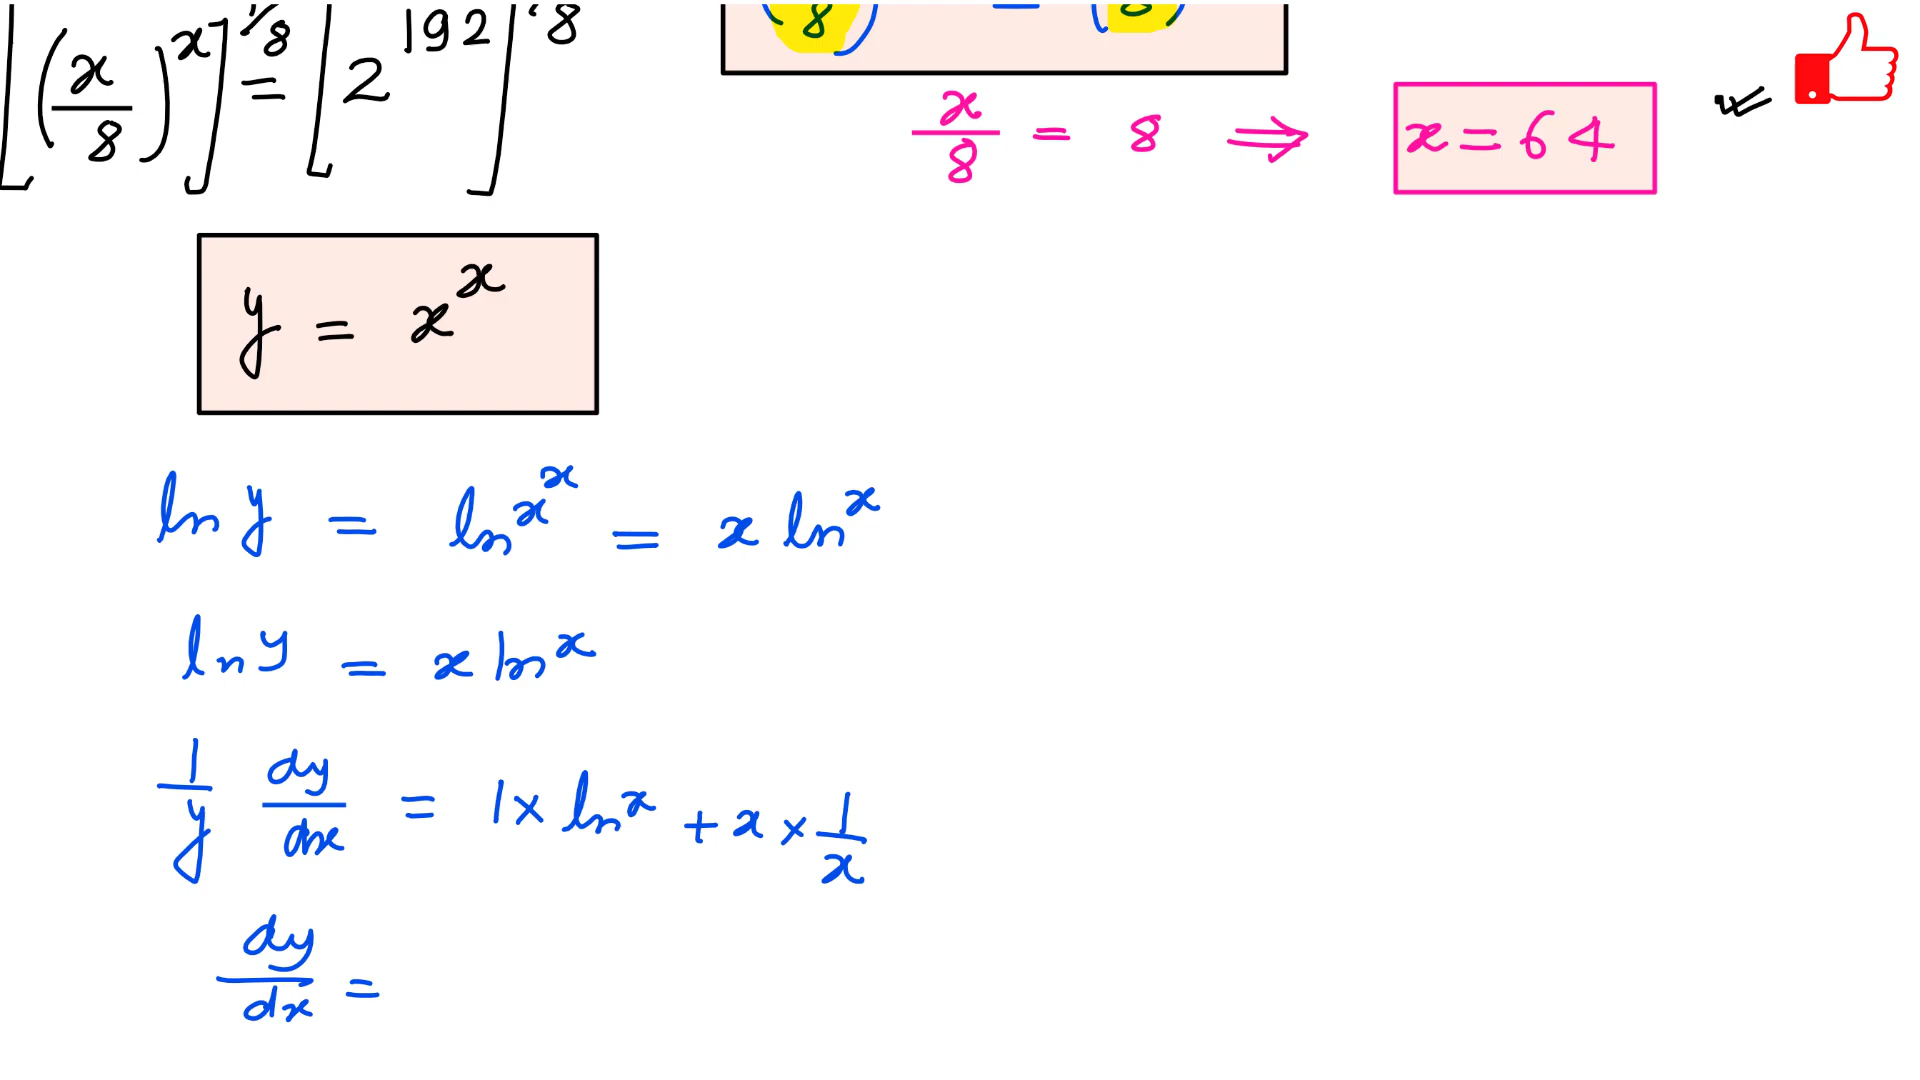 [(x/8)^x]^1/8 = [2^192]^1/8
x/8 = 8 ⇒ x = 64
y = x^x
ln y = ln x^x = x ln x
ln y = x ln x
1/y dy/dx = 1 × ln x + x × 1/x
dy/dx =